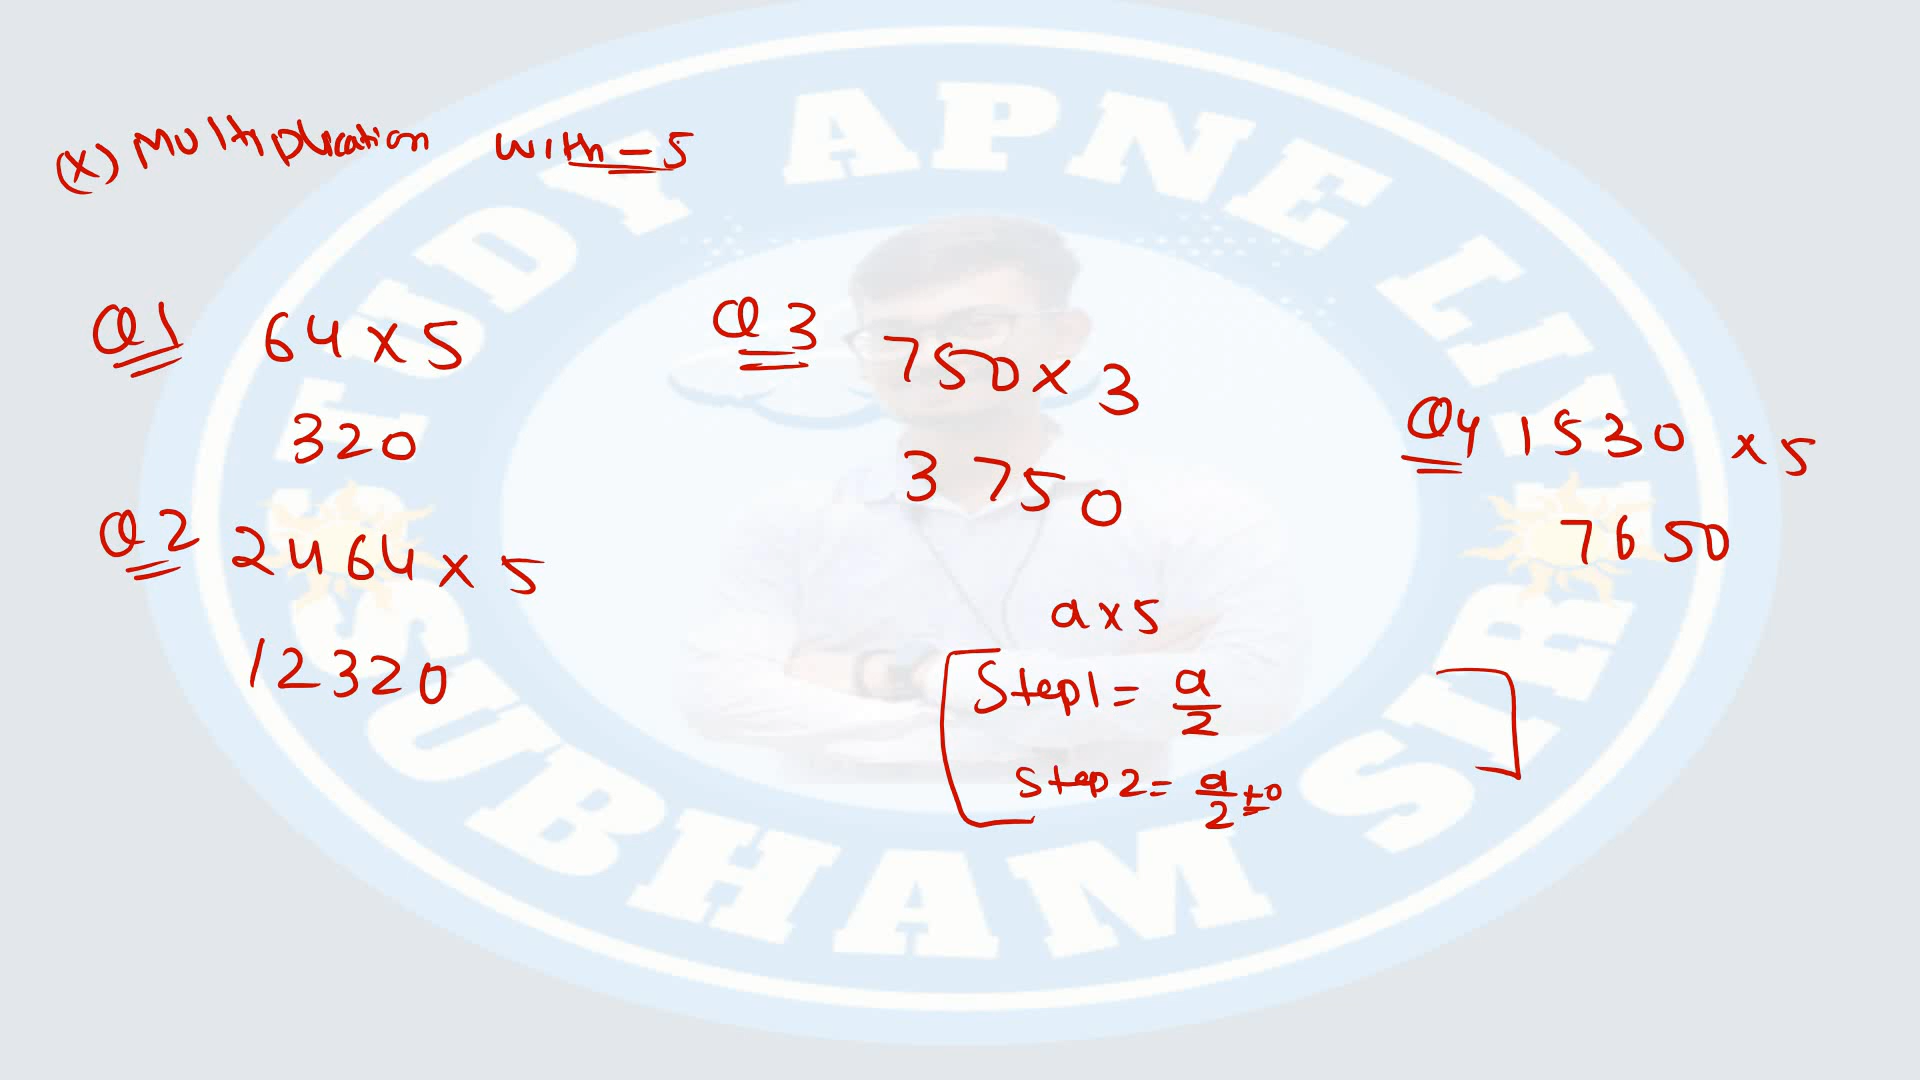 (x) Multiplication with - 5
Q1 64 x 5
320
Q2 2464 x 5
12320
Q3 750 x 3
3750
Q4 1530 x 5
7650
a x 5
Step1 = a/2
Step2 = a/2 + 0
STUDY APNE LIYE
SUBHAM SIR